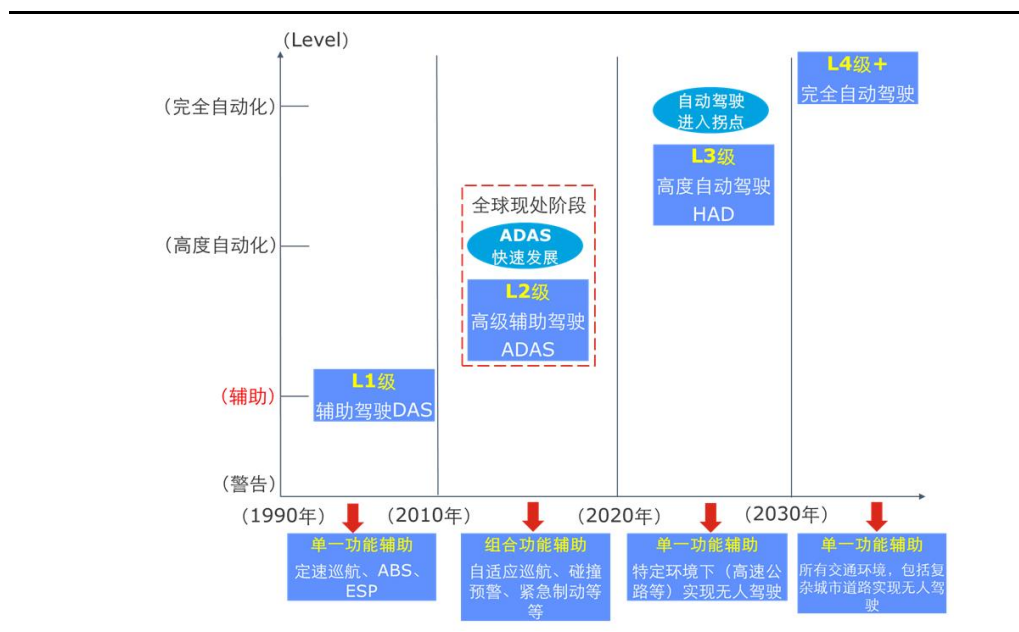 (Level)
(完全自动化)
(高度自动化)
(辅助)
(警告)
L1级
辅助驾驶DAS
全球现处阶段
ADAS
快速发展
L2级
高级辅助驾驶
ADAS
自动驾驶
进入拐点
L3级
高度自动驾驶
HAD
L4级+
完全自动驾驶
(1990年)
(2010年)
(2020年)
(2030年)
单一功能辅助
定速巡航、ABS、
ESP
组合功能辅助
自适应巡航、碰撞
预警、紧急制动等
等
单一功能辅助
特定环境下（高速公
路等）实现无人驾驶
单一功能辅助
所有交通环境，包括复
杂城市道路实现无人驾
驶